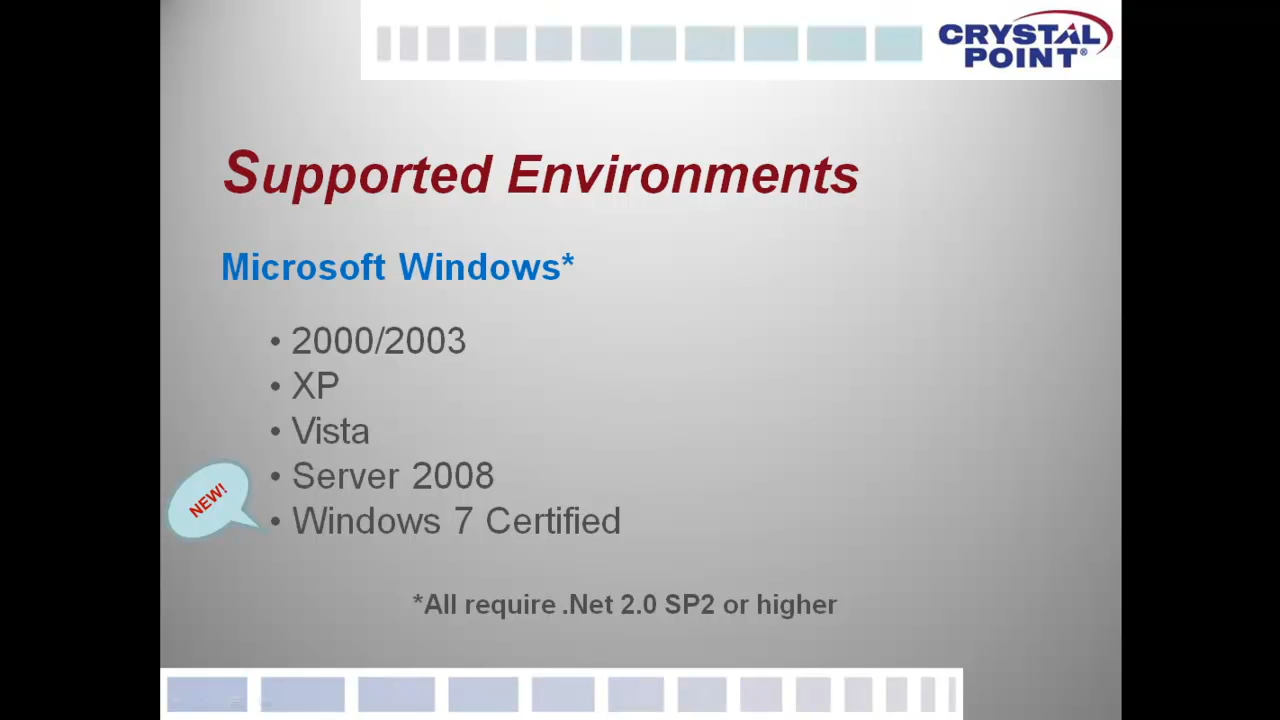 CRYSTAL
POINT®
Supported Environments
Microsoft Windows*
• 2000/2003
• XP
• Vista
• Server 2008
NEW!
• Windows 7 Certified
*All require .Net 2.0 SP2 or higher